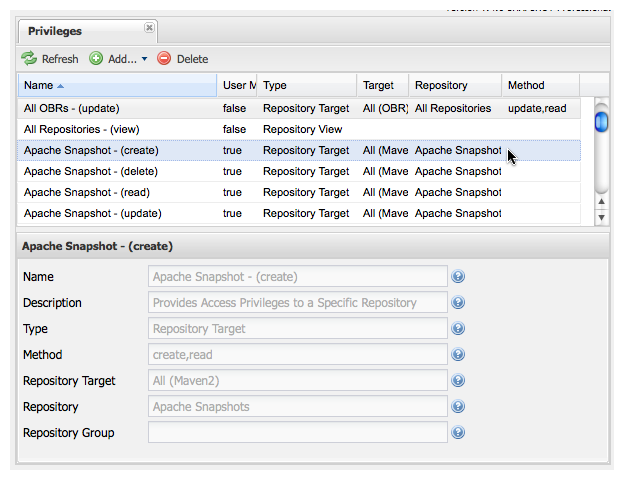 Privileges
Refresh Add... Delete
Name User M Type Target Repository Method
All OBRs - (update) false Repository Target All (OBR) All Repositories update,read
All Repositories - (view) false Repository View
Apache Snapshot - (create) true Repository Target All (Mave Apache Snapshot
Apache Snapshot - (delete) true Repository Target All (Mave Apache Snapshot
Apache Snapshot - (read) true Repository Target All (Mave Apache Snapshot
Apache Snapshot - (update) true Repository Target All (Mave Apache Snapshot
Apache Snapshot - (create)
Name Apache Snapshot - (create)
Description Provides Access Privileges to a Specific Repository
Type Repository Target
Method create,read
Repository Target All (Maven2)
Repository Apache Snapshots
Repository Group